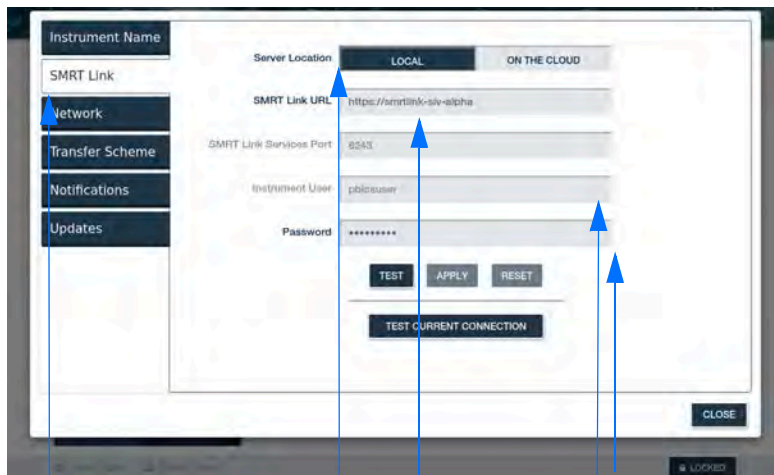 Instrument Name
SMRT Link
Network
Transfer Scheme
Notifications
Updates
Server Location LOCAL ON THE CLOUD
SMRT Link URL https://smrtlink-siv-alpha
SMRT Link Services Port 8243
Instrument User pbicsuser
Password •••••••••
TEST APPLY RESET
TEST CURRENT CONNECTION
CLOSE
LOCKED